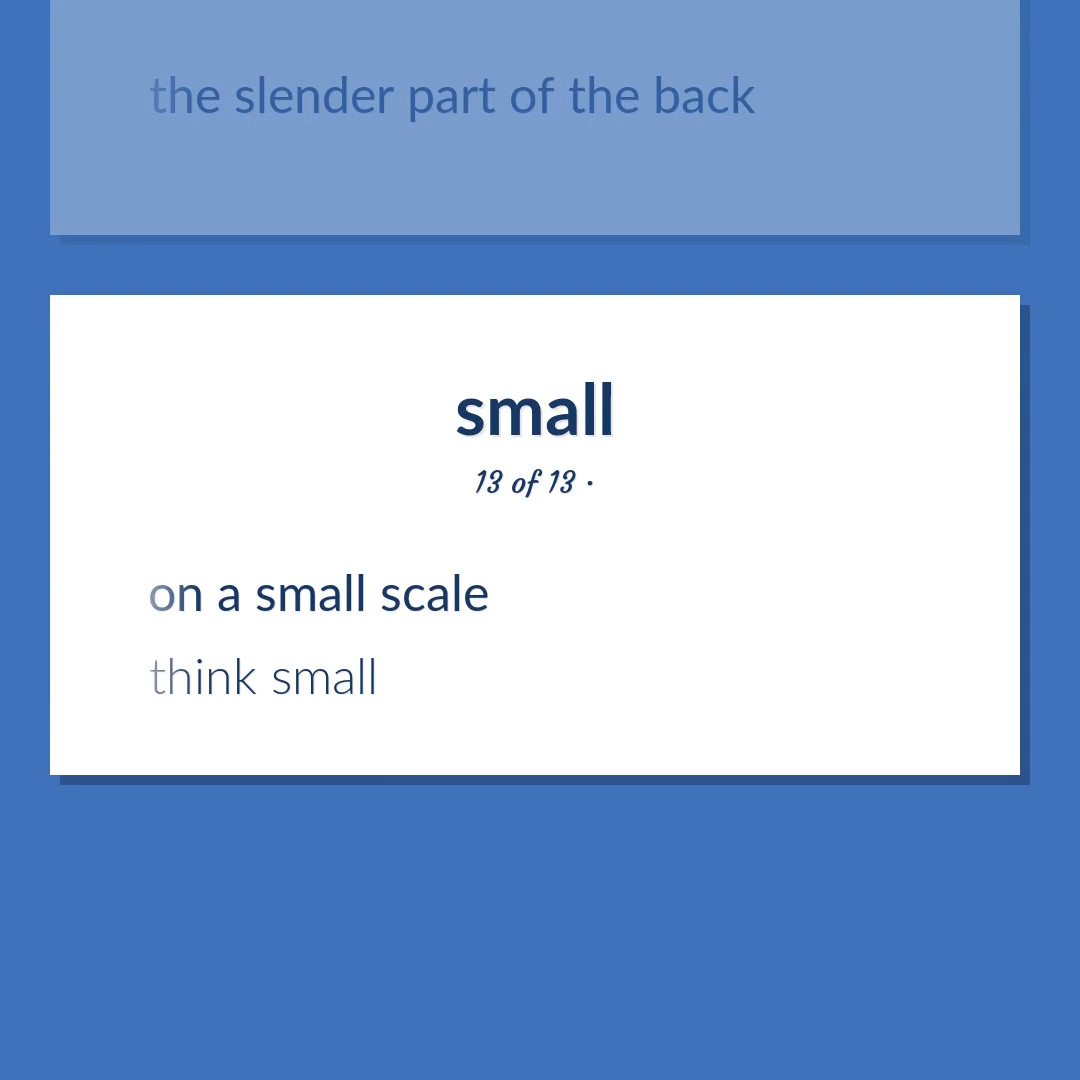 the slender part of the back
small
13 of 13 ·
on a small scale
think small